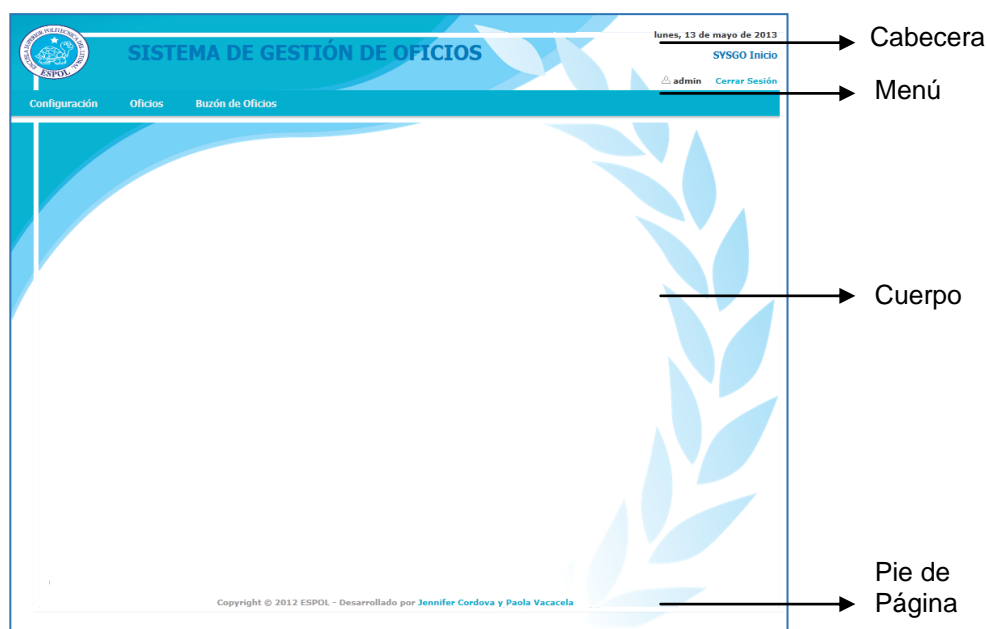 lunes, 13 de mayo de 2013
Cabecera
SISTEMA DE GESTIÓN DE OFICIOS
SYSGO Inicio
ESPOL
admin Cerrar Sesión
Menú
Configuración Oficios Buzón de Oficios
Cuerpo
Pie de
Página
Copyright © 2012 ESPOL - Desarrollado por Jennifer Cordova y Paola Vacacela